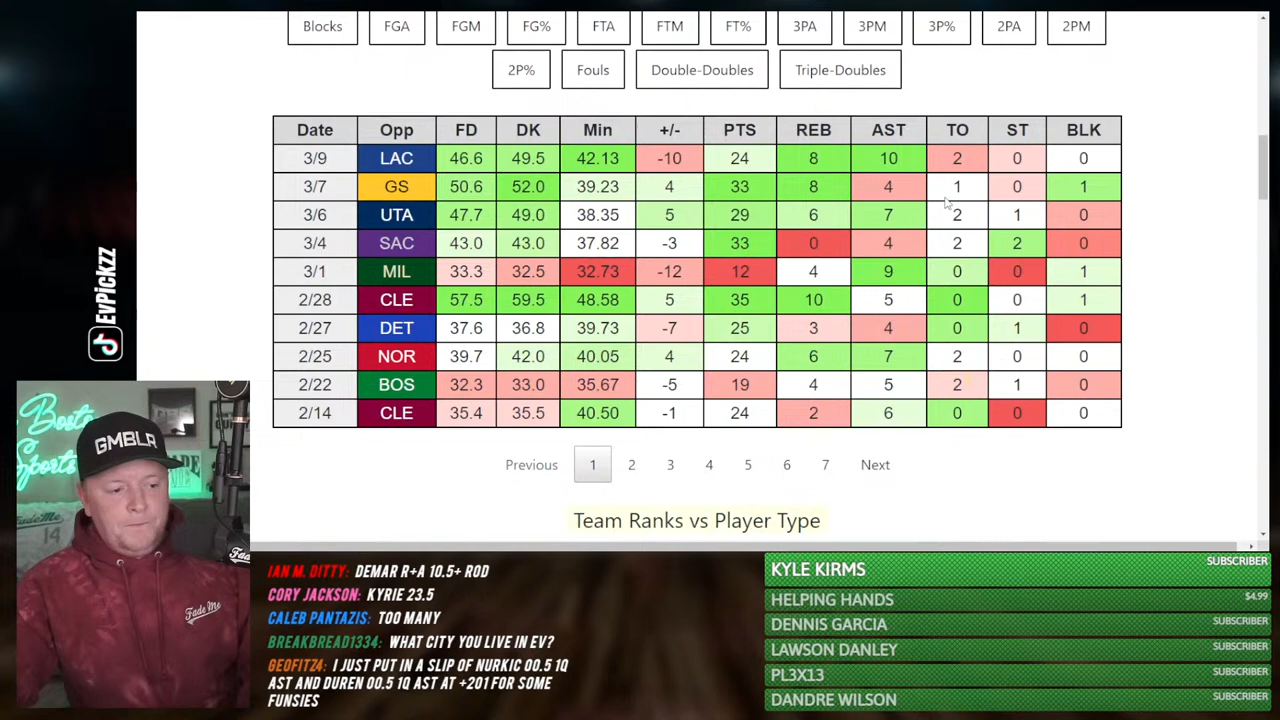 Blocks FGA FGM FG% FTA FTM FT% 3PA 3PM 3P% 2PA 2PM
2P% Fouls Double-Doubles Triple-Doubles
Date Opp FD DK Min +/- PTS REB AST TO ST BLK
3/9 LAC 46.6 49.5 42.13 -10 24 8 10 2 0 0
3/7 GS 50.6 52.0 39.23 4 33 8 4 1 0 1
3/6 UTA 47.7 49.0 38.35 5 29 6 7 2 1 0
3/4 SAC 43.0 43.0 37.82 -3 33 0 4 2 2 0
3/1 MIL 33.3 32.5 32.73 -12 12 4 9 0 0 1
2/28 CLE 57.5 59.5 48.58 5 35 10 5 0 0 1
2/27 DET 37.6 36.8 39.73 -7 25 3 4 0 1 0
2/25 NOR 39.7 42.0 40.05 4 24 6 7 2 0 0
2/22 BOS 32.3 33.0 35.67 -5 19 4 5 2 1 0
2/14 CLE 35.4 35.5 40.50 -1 24 2 6 0 0 0
Previous 1 2 3 4 5 6 7 Next
Team Ranks vs Player Type
EvPickzz
GMBLR
Fade Me
14
Fade Me
IAN M. DITTY: DEMAR R+A 10.5+ ROD
CORY JACKSON: KYRIE 23.5
CALEB PANTAZIS: TOO MANY
BREAKBREAD1334: WHAT CITY YOU LIVE IN EV?
GEOFITZ4: I JUST PUT IN A SLIP OF NURKIC OO.5 1Q
AST AND DUREN OO.5 1Q AST AT +201 FOR SOME
FUNSIES
KYLE KIRMS SUBSCRIBER
HELPING HANDS $4.99
DENNIS GARCIA SUBSCRIBER
LAWSON DANLEY SUBSCRIBER
PL3X13 SUBSCRIBER
DANDRE WILSON SUBSCRIBER